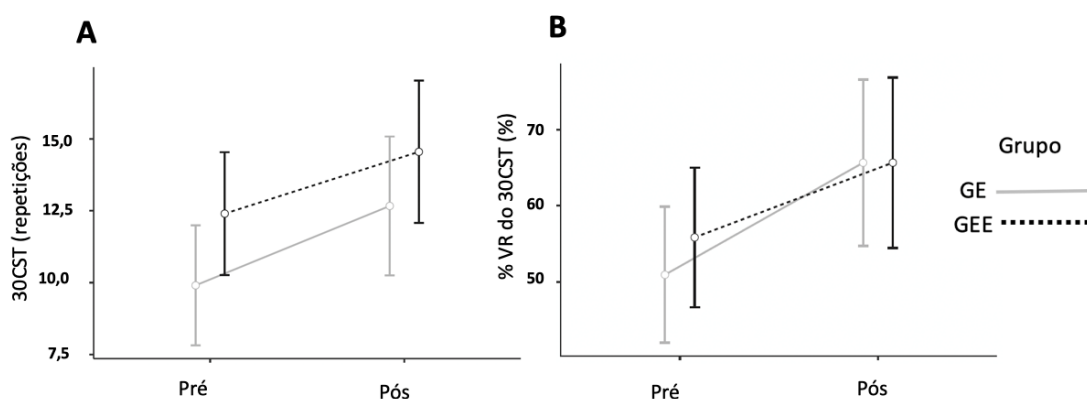 A
30CST (repetições)
15,0
12,5
10,0
7,5
Pré
Pós
B
% VR do 30CST (%)
70
60
50
Pré
Pós
Grupo
GE
GEE